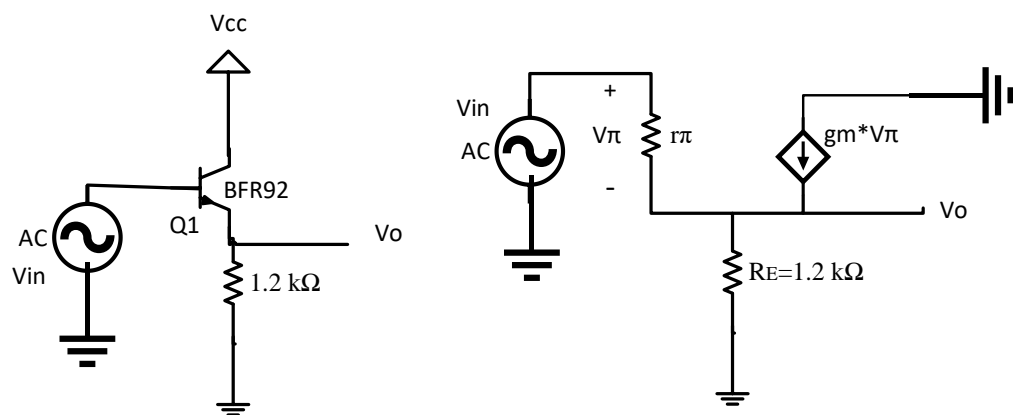 Vcc
BFR92
Q1
AC
Vin
Vo
1.2 kΩ
Vin
AC
+
Vπ
-
rπ
gm*Vπ
Vo
RE=1.2 kΩ